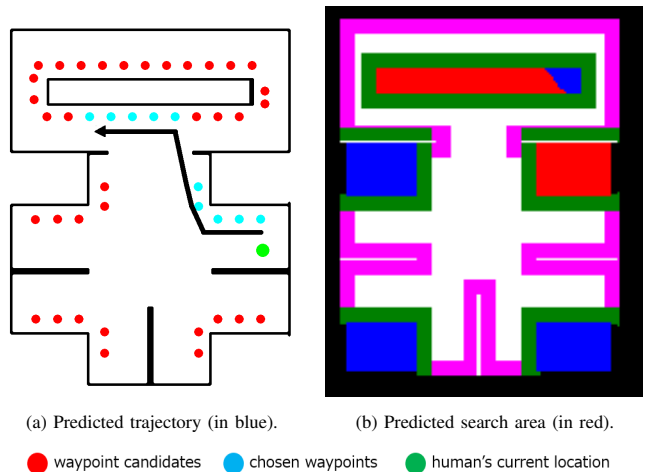 (a) Predicted trajectory (in blue).
(b) Predicted search area (in red).
waypoint candidates
chosen waypoints
human's current location